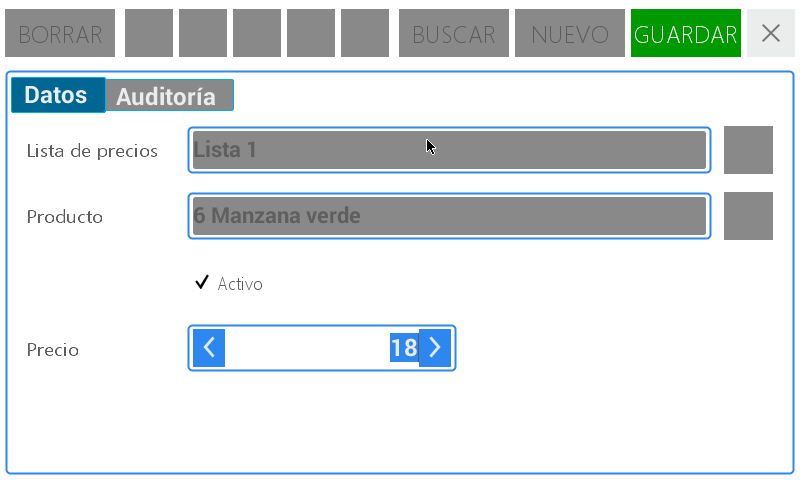 BORRAR BUSCAR NUEVO GUARDAR
Datos Auditoría
Lista de precios Lista 1
Producto 6 Manzana verde
Activo
Precio 18